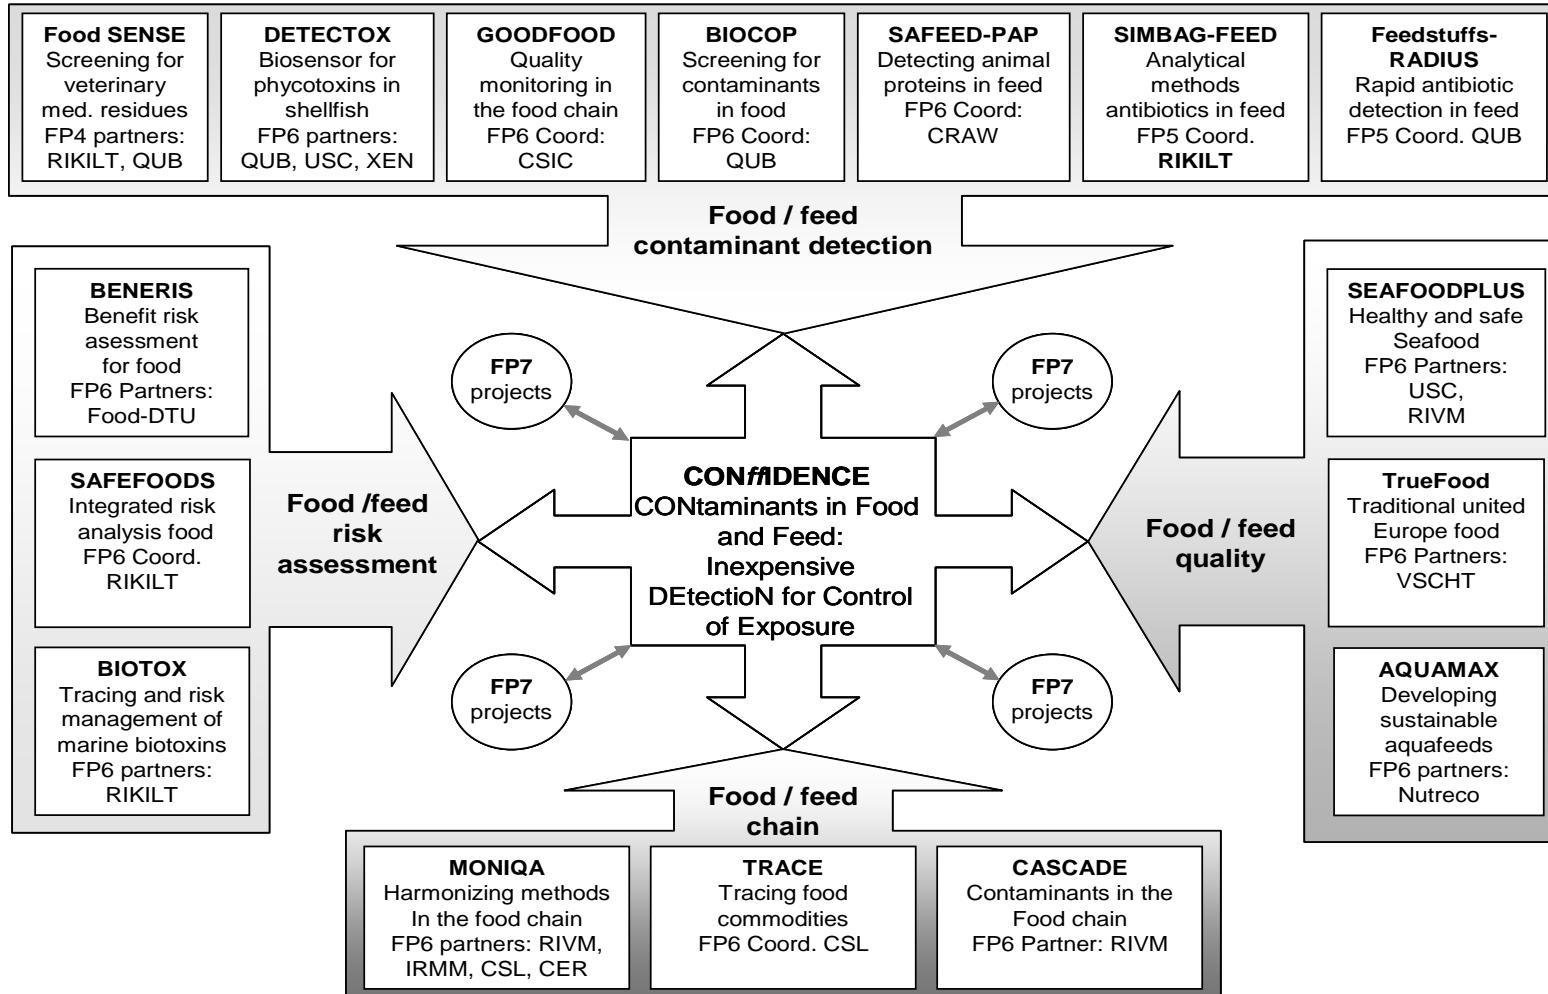 Food SENSE
Screening for
veterinary
med. residues
FP4 partners:
RIKILT, QUB
DETECTOX
Biosensor for
phycotoxins in
shellfish
FP6 partners:
QUB, USC, XEN
GOODFOOD
Quality
monitoring in
the food chain
FP6 Coord:
CSIC
BIOCOP
Screening for
contaminants
in food
FP6 Coord:
QUB
SAFEED-PAP
Detecting animal
proteins in feed
FP6 Coord:
CRAW
SIMBAG-FEED
Analytical
methods
antibiotics in feed
FP5 Coord.
RIKILT
Feedstuffs-
RADIUS
Rapid antibiotic
detection in feed
FP5 Coord. QUB
Food / feed
contaminant detection
BENERIS
Benefit risk
asessment
for food
FP6 Partners:
Food-DTU
SAFEFOODS
Integrated risk
analysis food
FP6 Coord.
RIKILT
BIOTOX
Tracing and risk
management of
marine biotoxins
FP6 partners:
RIKILT
Food /feed
risk
assessment
FP7
projects
FP7
projects
CONffIDENCE
CONtaminants in Food
and Feed:
Inexpensive
DEtectioN for Control
of Exposure
FP7
projects
FP7
projects
Food / feed
quality
SEAFOODPLUS
Healthy and safe
Seafood
FP6 Partners:
USC,
RIVM
TrueFood
Traditional united
Europe food
FP6 Partners:
VSCHT
AQUAMAX
Developing
sustainable
aquafeeds
FP6 partners:
Nutreco
Food / feed
chain
MONIQA
Harmonizing methods
In the food chain
FP6 partners: RIVM,
IRMM, CSL, CER
TRACE
Tracing food
commodities
FP6 Coord. CSL
CASCADE
Contaminants in the
Food chain
FP6 Partner: RIVM